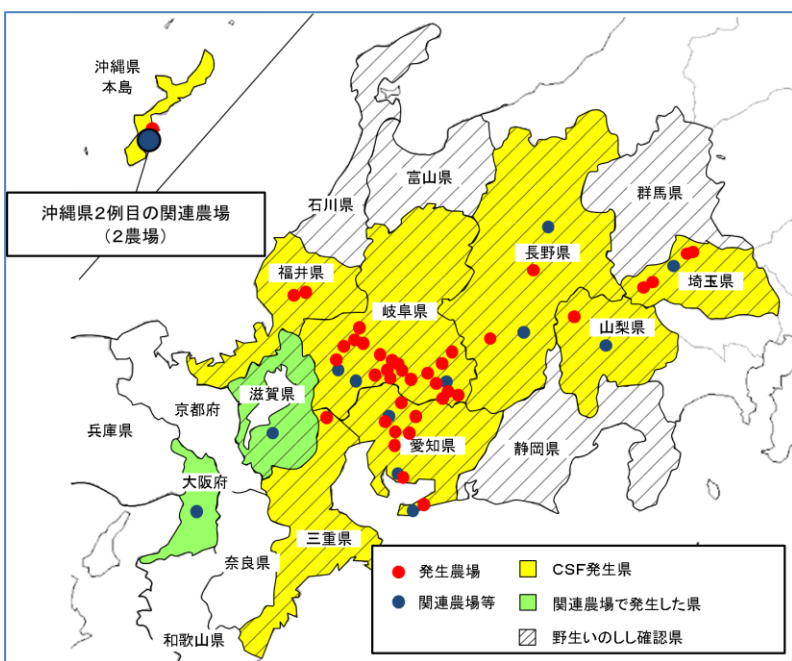 沖縄県
本島
沖縄県２例目の関連農場
（２農場）
石川県
富山県
群馬県
福井県
長野県
岐阜県
埼玉県
山梨県
滋賀県
京都府
兵庫県
愛知県
静岡県
大阪府
三重県
奈良県
和歌山県
発生農場
CSF発生県
関連農場等
関連農場で発生した県
野生いのしし確認県